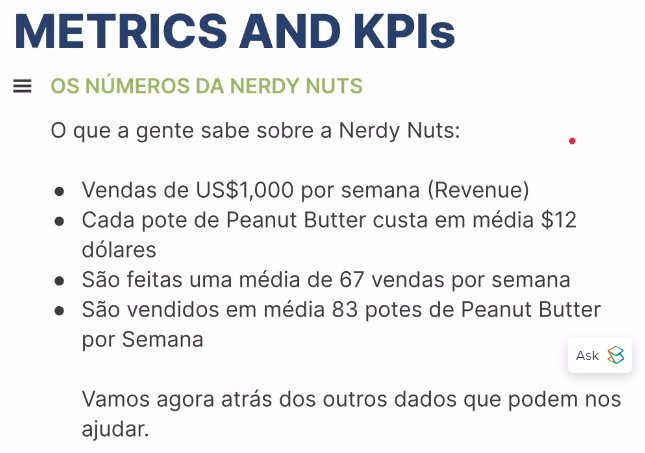 METRICS AND KPIs
OS NÚMEROS DA NERDY NUTS
O que a gente sabe sobre a Nerdy Nuts:
● Vendas de US$1,000 por semana (Revenue)
● Cada pote de Peanut Butter custa em média $12
dólares
● São feitas uma média de 67 vendas por semana
● São vendidos em média 83 potes de Peanut Butter
por Semana
Ask
Vamos agora atrás dos outros dados que podem nos
ajudar.